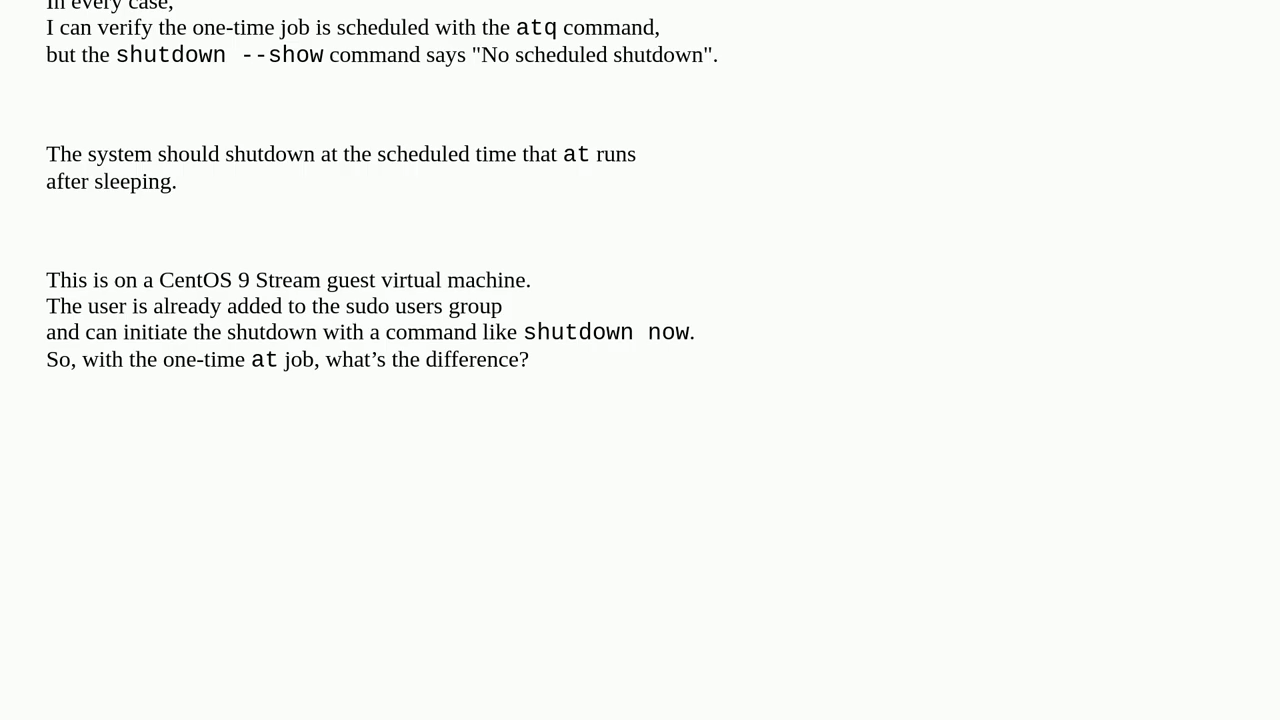 In every case,
I can verify the one-time job is scheduled with the atq command,
but the shutdown --show command says "No scheduled shutdown".
The system should shutdown at the scheduled time that at runs
after sleeping.
This is on a CentOS 9 Stream guest virtual machine.
The user is already added to the sudo users group
and can initiate the shutdown with a command like shutdown now.
So, with the one-time at job, what’s the difference?